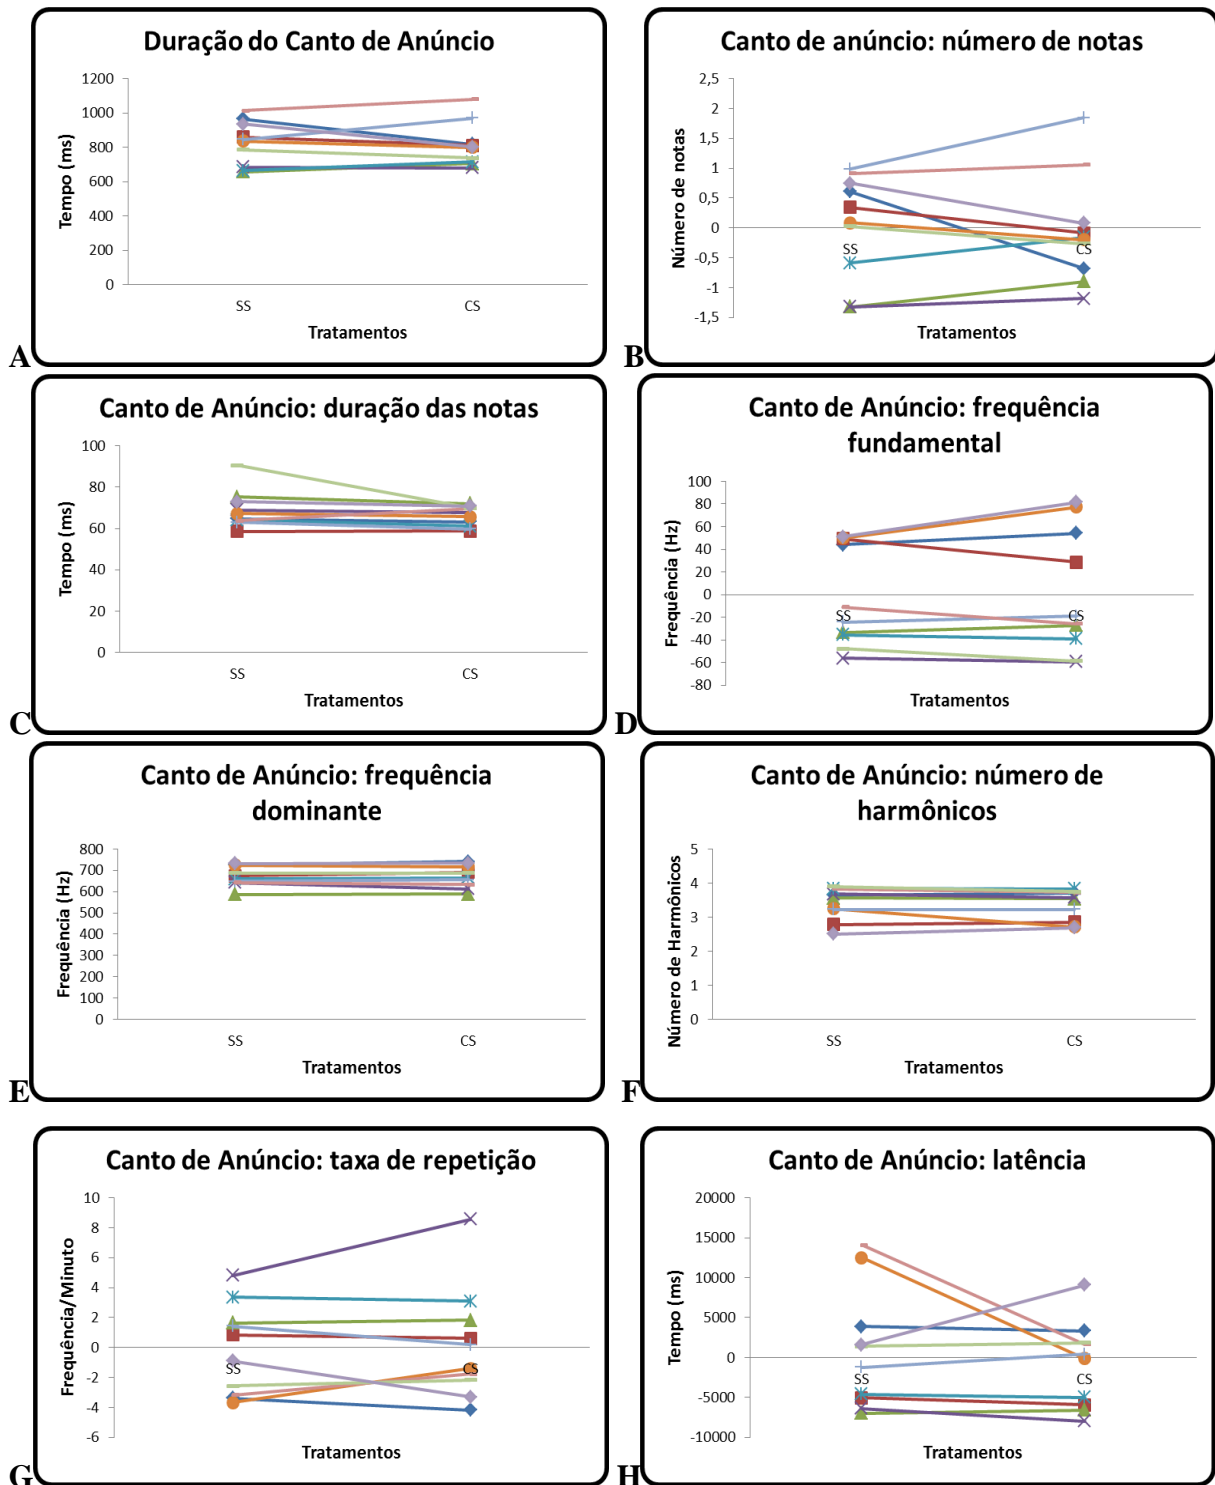 Duração do Canto de Anúncio
1200
1000
800
600
400
200
0
Tempo (ms)
SS
CS
Tratamentos
A
Canto de anúncio: número de notas
2,5
2
1,5
1
0,5
0
-0,5
-1
-1,5
Número de notas
SS
CS
Tratamentos
B
Canto de Anúncio: duração das notas
100
80
60
40
20
0
Tempo (ms)
SS
CS
Tratamentos
C
Canto de Anúncio: frequência
fundamental
100
80
60
40
20
0
-20
-40
-60
-80
Frequência (Hz)
SS
CS
Tratamentos
D
Canto de Anúncio: frequência
dominante
800
700
600
500
400
300
200
100
0
Frequência (Hz)
SS
CS
Tratamentos
E
Canto de Anúncio: número de
harmônicos
5
4
3
2
1
0
Número de Harmônicos
SS
CS
Tratamentos
F
Canto de Anúncio: taxa de repetição
10
8
6
4
2
0
-2
-4
-6
Frequência/Minuto
SS
CS
Tratamentos
G
Canto de Anúncio: latência
20000
15000
10000
5000
0
-5000
-10000
Tempo (ms)
SS
CS
Tratamentos
H